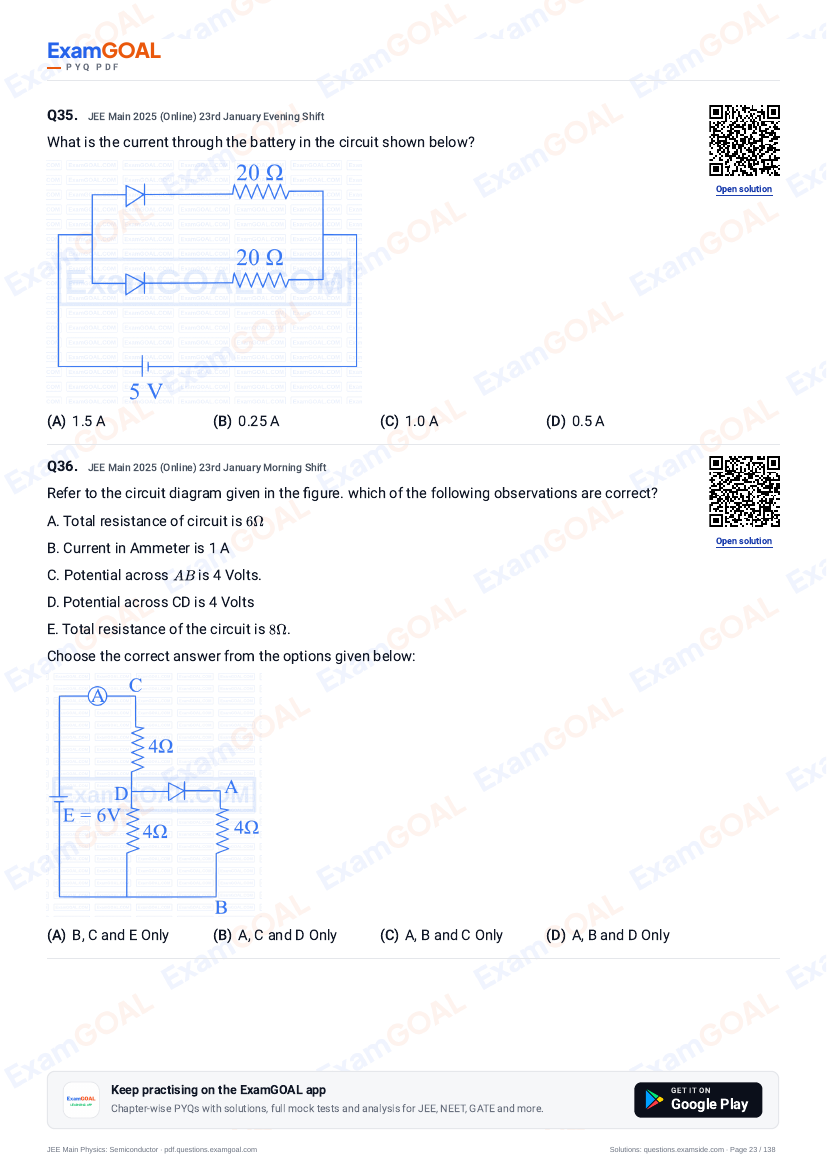 ExamGOAL
PYQ PDF
Q35. JEE Main 2025 (Online) 23rd January Evening Shift
What is the current through the battery in the circuit shown below?
Open solution
20 Ω
20 Ω
ExamGOAL.COM
5 V
(A) 1.5 A (B) 0.25 A (C) 1.0 A (D) 0.5 A
Q36. JEE Main 2025 (Online) 23rd January Morning Shift
Refer to the circuit diagram given in the figure. which of the following observations are correct?
Open solution
A. Total resistance of circuit is 6Ω
B. Current in Ammeter is 1 A
C. Potential across AB is 4 Volts.
D. Potential across CD is 4 Volts
E. Total resistance of the circuit is 8Ω.
Choose the correct answer from the options given below:
A C
4Ω
ExamGOAL.COM
D A
E = 6V
4Ω 4Ω
B
(A) B, C and E Only (B) A, C and D Only (C) A, B and C Only (D) A, B and D Only
ExamGOAL
Keep practising on the ExamGOAL app
Chapter-wise PYQs with solutions, full mock tests and analysis for JEE, NEET, GATE and more.
GET IT ON
Google Play
JEE Main Physics: Semiconductor · pdf.questions.examgoal.com Solutions: questions.examside.com · Page 23 / 138